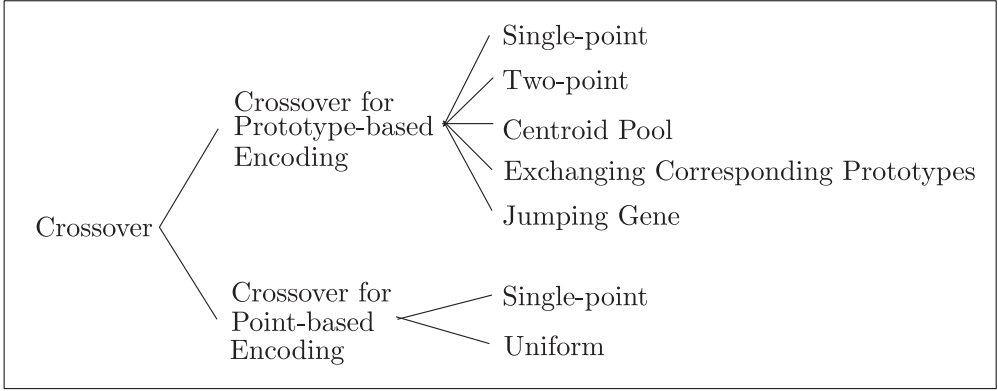 Single-point
Two-point
Crossover for
Prototype-based
Encoding
Centroid Pool
Exchanging Corresponding Prototypes
Jumping Gene
Crossover
Crossover for
Point-based
Encoding
Single-point
Uniform